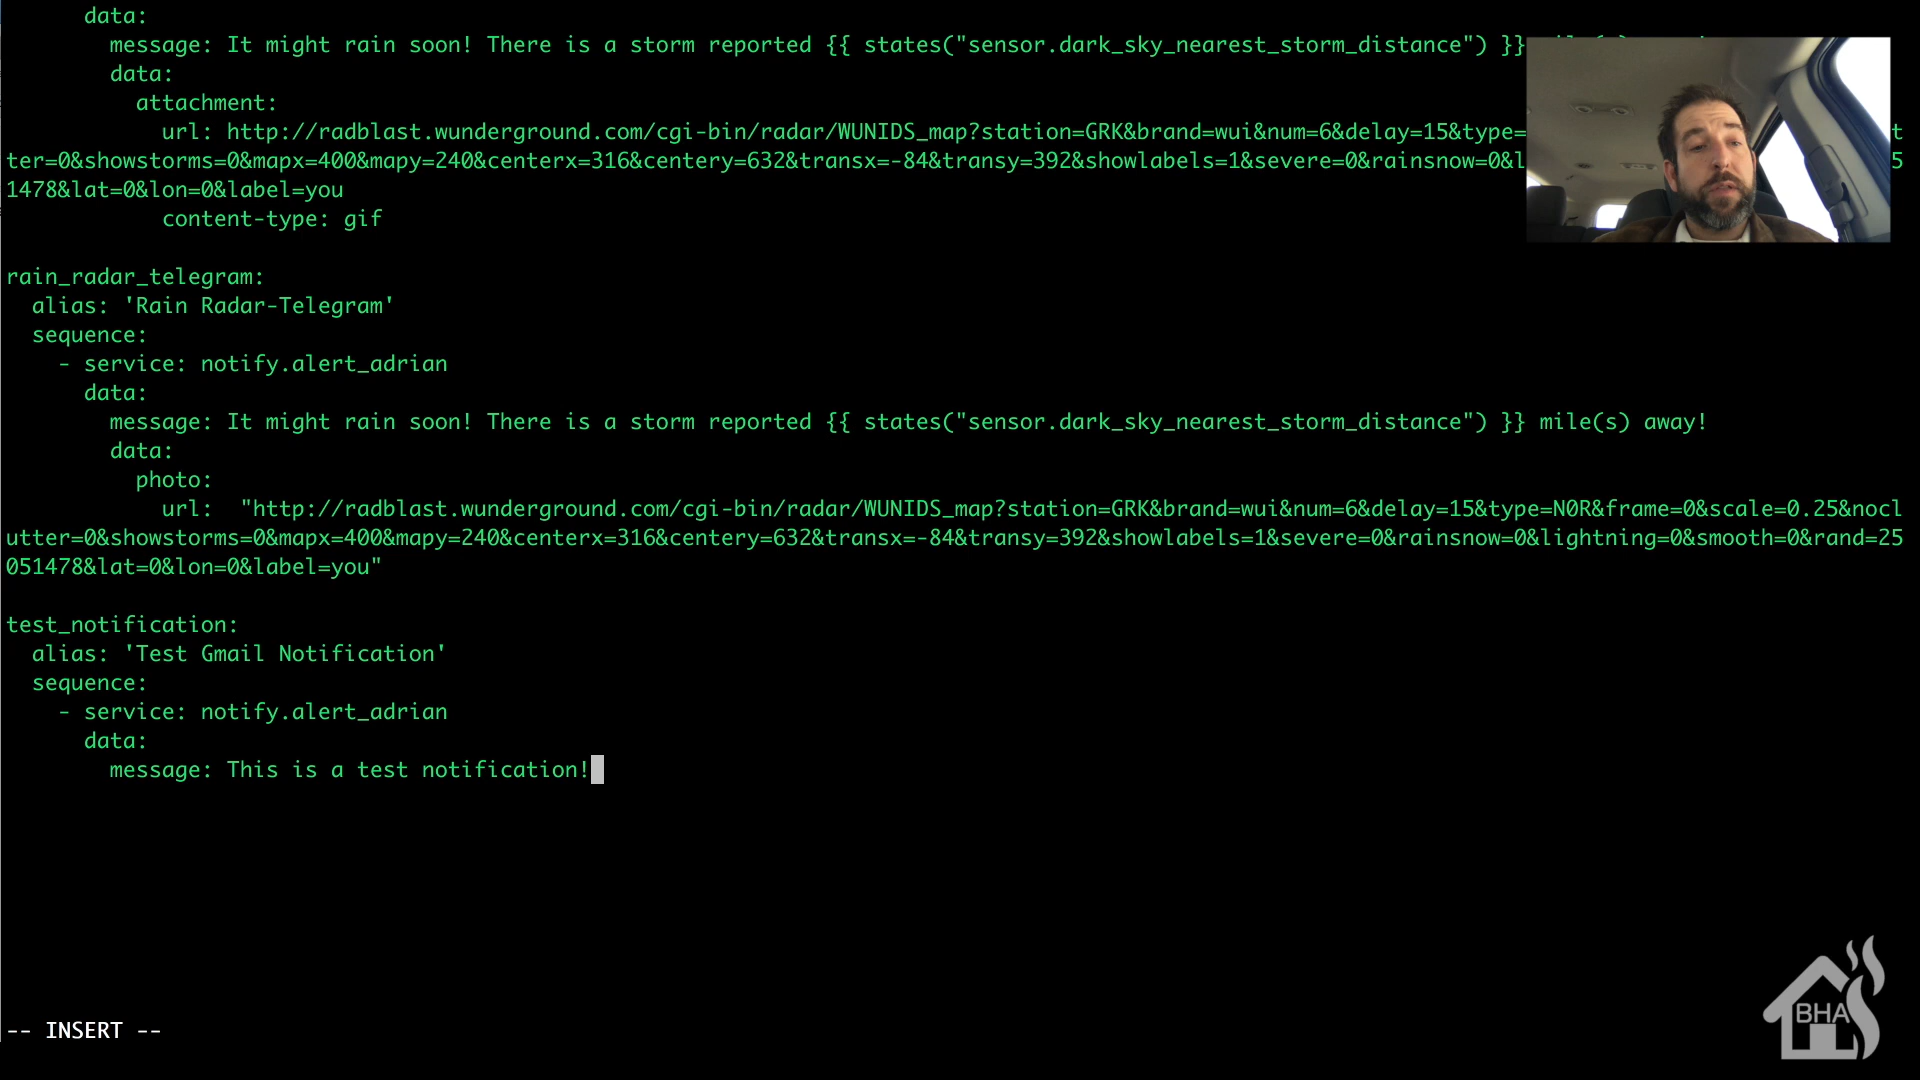 data:
message: It might rain soon! There is a storm reported {{ states("sensor.dark_sky_nearest_storm_distance") }}
data:
attachment:
url: http://radblast.wunderground.com/cgi-bin/radar/WUNIDS_map?station=GRK&brand=wui&num=6&delay=15&type= t
ter=0&showstorms=0&mapx=400&mapy=240&centerx=316&centery=632&transx=-84&transy=392&showlabels=1&severe=0&rainsnow=0&l 5
1478&lat=0&lon=0&label=you
content-type: gif
rain_radar_telegram:
alias: 'Rain Radar-Telegram'
sequence:
- service: notify.alert_adrian
data:
message: It might rain soon! There is a storm reported {{ states("sensor.dark_sky_nearest_storm_distance") }} mile(s) away!
data:
photo:
url:  "http://radblast.wunderground.com/cgi-bin/radar/WUNIDS_map?station=GRK&brand=wui&num=6&delay=15&type=N0R&frame=0&scale=0.25&nocl
utter=0&showstorms=0&mapx=400&mapy=240&centerx=316&centery=632&transx=-84&transy=392&showlabels=1&severe=0&rainsnow=0&lightning=0&smooth=0&rand=25
051478&lat=0&lon=0&label=you"
test_notification:
alias: 'Test Gmail Notification'
sequence:
- service: notify.alert_adrian
data:
message: This is a test notification!
-- INSERT --
BHA